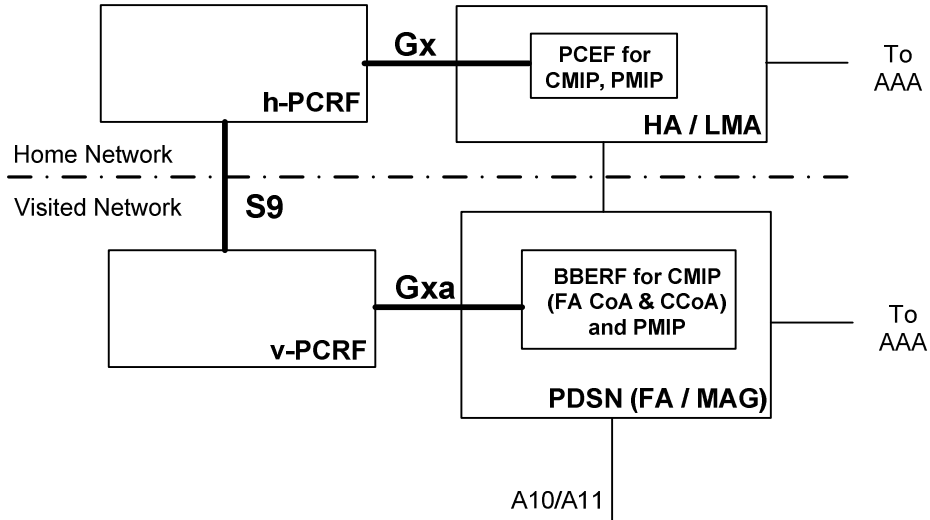 Gx
PCEF for
CMIP, PMIP
To
AAA
h-PCRF
HA / LMA
Home Network
Visited Network
S9
Gxa
BBERF for CMIP
(FA CoA & CCoA)
and PMIP
To
AAA
v-PCRF
PDSN (FA / MAG)
A10/A11